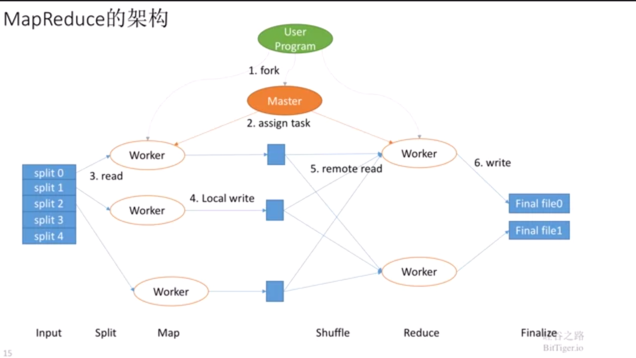 MapReduce的架构
User
Program
1. fork
Master
2. assign task
Worker
Worker
split 0
split 1
split 2
split 3
split 4
3. read
5. remote read
6. write
Worker
4. Local write
Final file0
Final file1
Worker
Worker
Input
Split
Map
Shuffle
Reduce
Finalize
谷之路
BitTiger.io
15